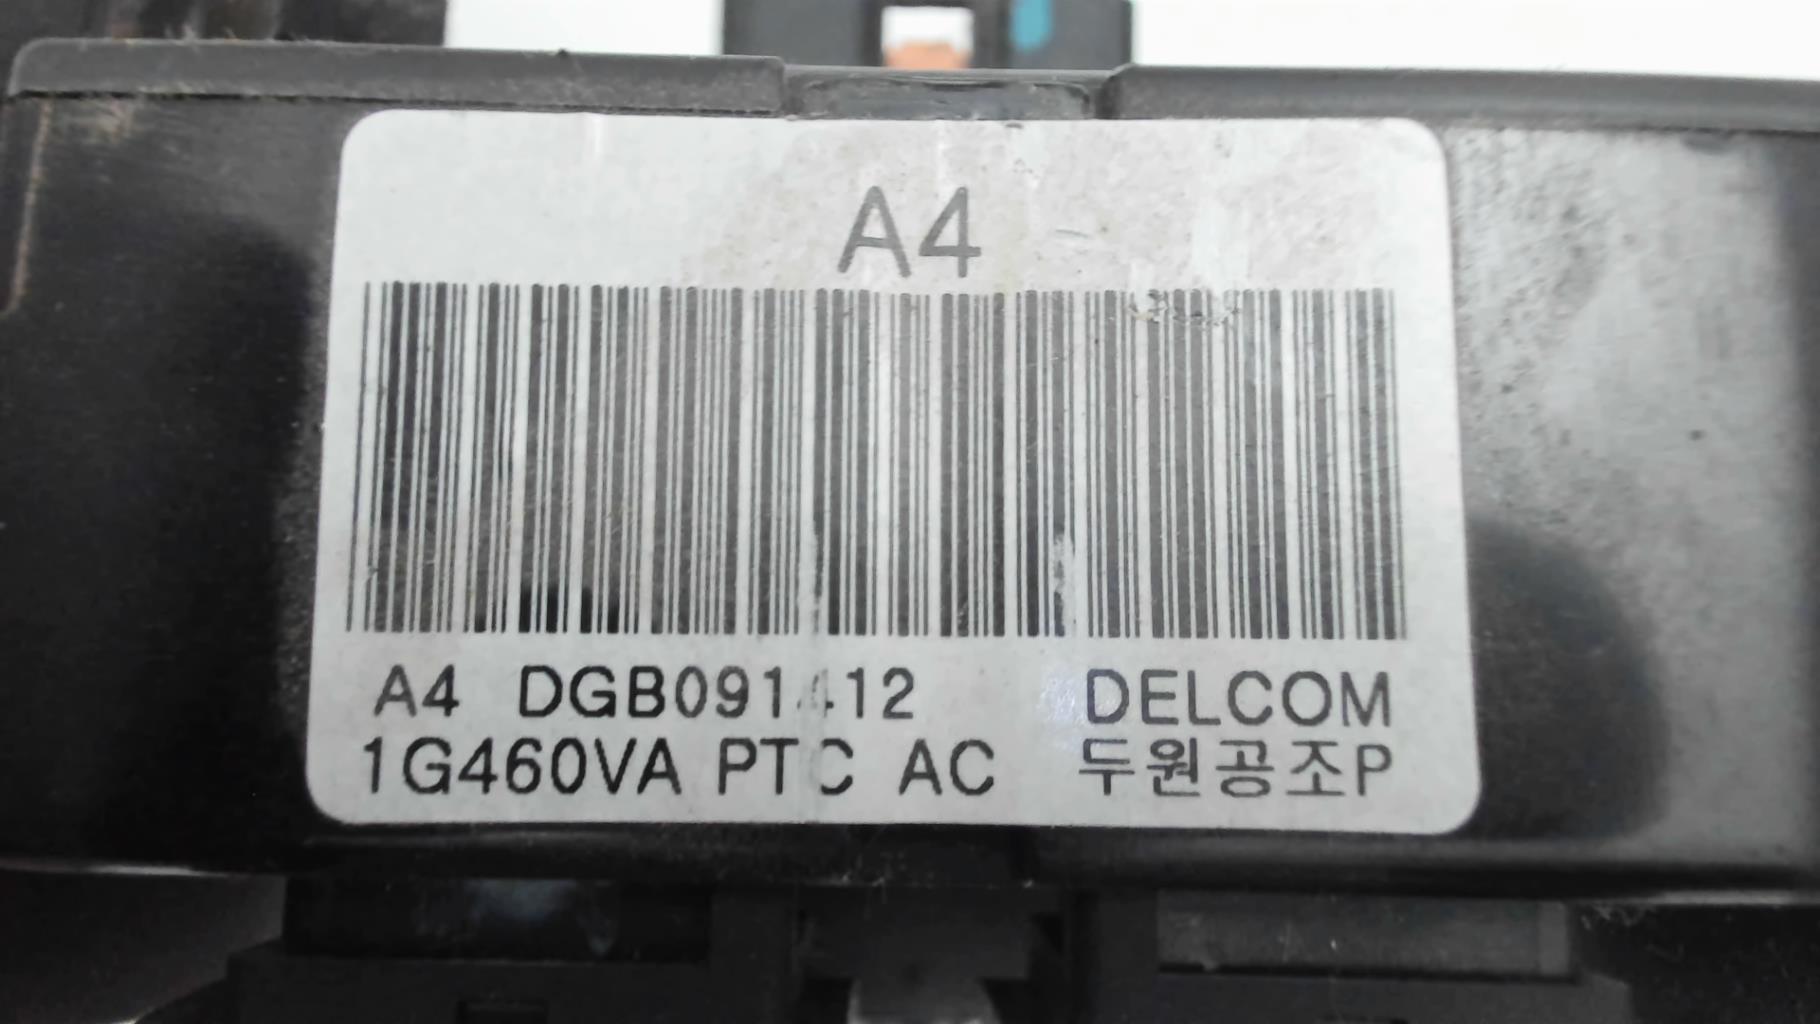 A4
A4 DGB091412 DELCOM
1G460VA PTC AC 두원공조P